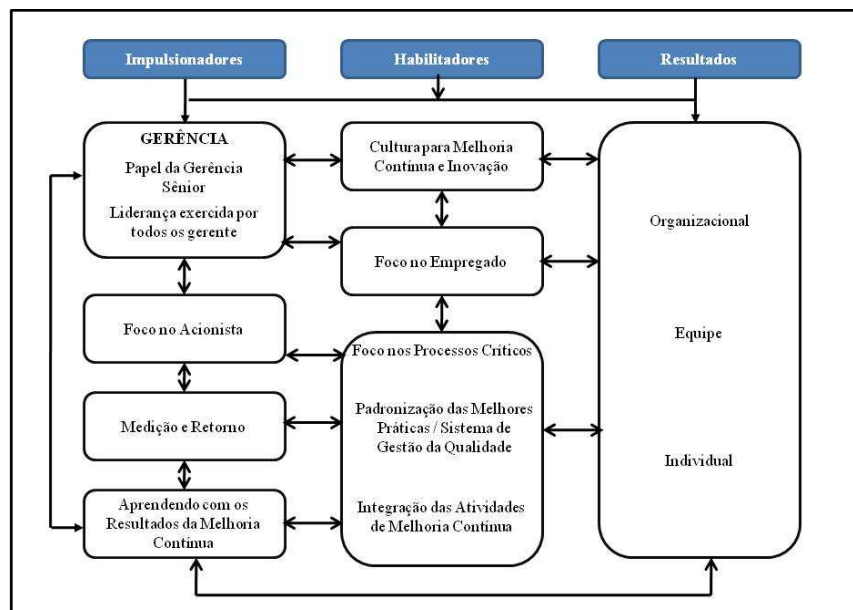 Impulsionadores
Habilitadores
Resultados
GERÊNCIA
Papel da Gerência
Sênior
Liderança exercida por
todos os gerente
Foco no Acionista
Medição e Retorno
Aprendendo com os
Resultados da Melhoria
Contínua
Cultura para Melhoria
Contínua e Inovação
Foco no Empregado
Foco nos Processos Críticos
Padronização das Melhores
Práticas / Sistema de
Gestão da Qualidade
Integração das Atividades
de Melhoria Contínua
Organizacional
Equipe
Individual